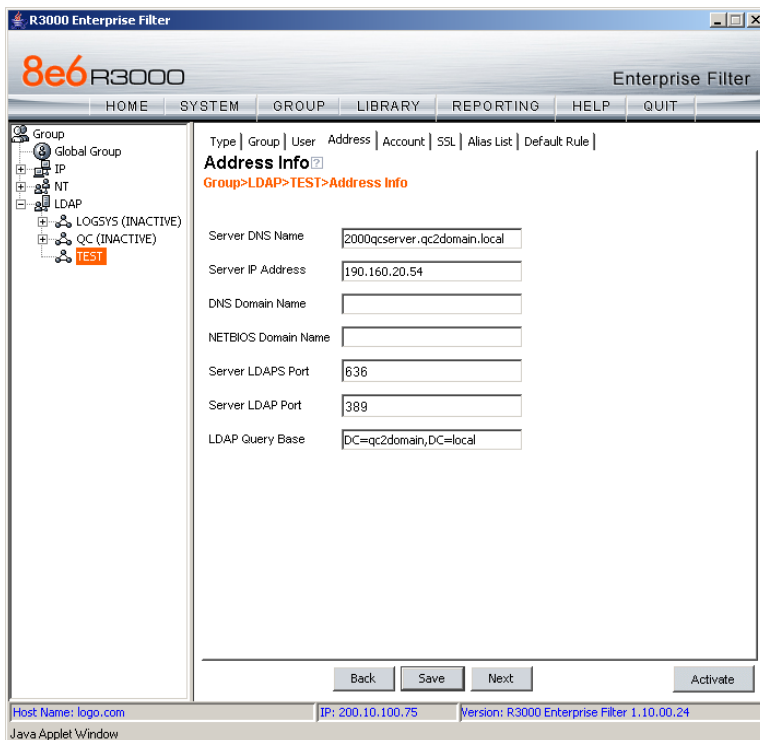 R3000 Enterprise Filter
8e6 R3000
Enterprise Filter
HOME SYSTEM GROUP LIBRARY REPORTING HELP QUIT
Group
Global Group
IP
NT
LDAP
LOGSYS (INACTIVE)
QC (INACTIVE)
TEST
Type | Group | User Address | Account | SSL | Alias List | Default Rule |
Address Info ?
Group>LDAP>TEST>Address Info
Server DNS Name 2000qcserver.qc2domain.local
Server IP Address 190.160.20.54
DNS Domain Name
NETBIOS Domain Name
Server LDAPS Port 636
Server LDAP Port 389
LDAP Query Base DC=qc2domain,DC=local
Back Save Next Activate
Host Name: logo.com IP: 200.10.100.75 Version: R3000 Enterprise Filter 1.10.00.24
Java Applet Window